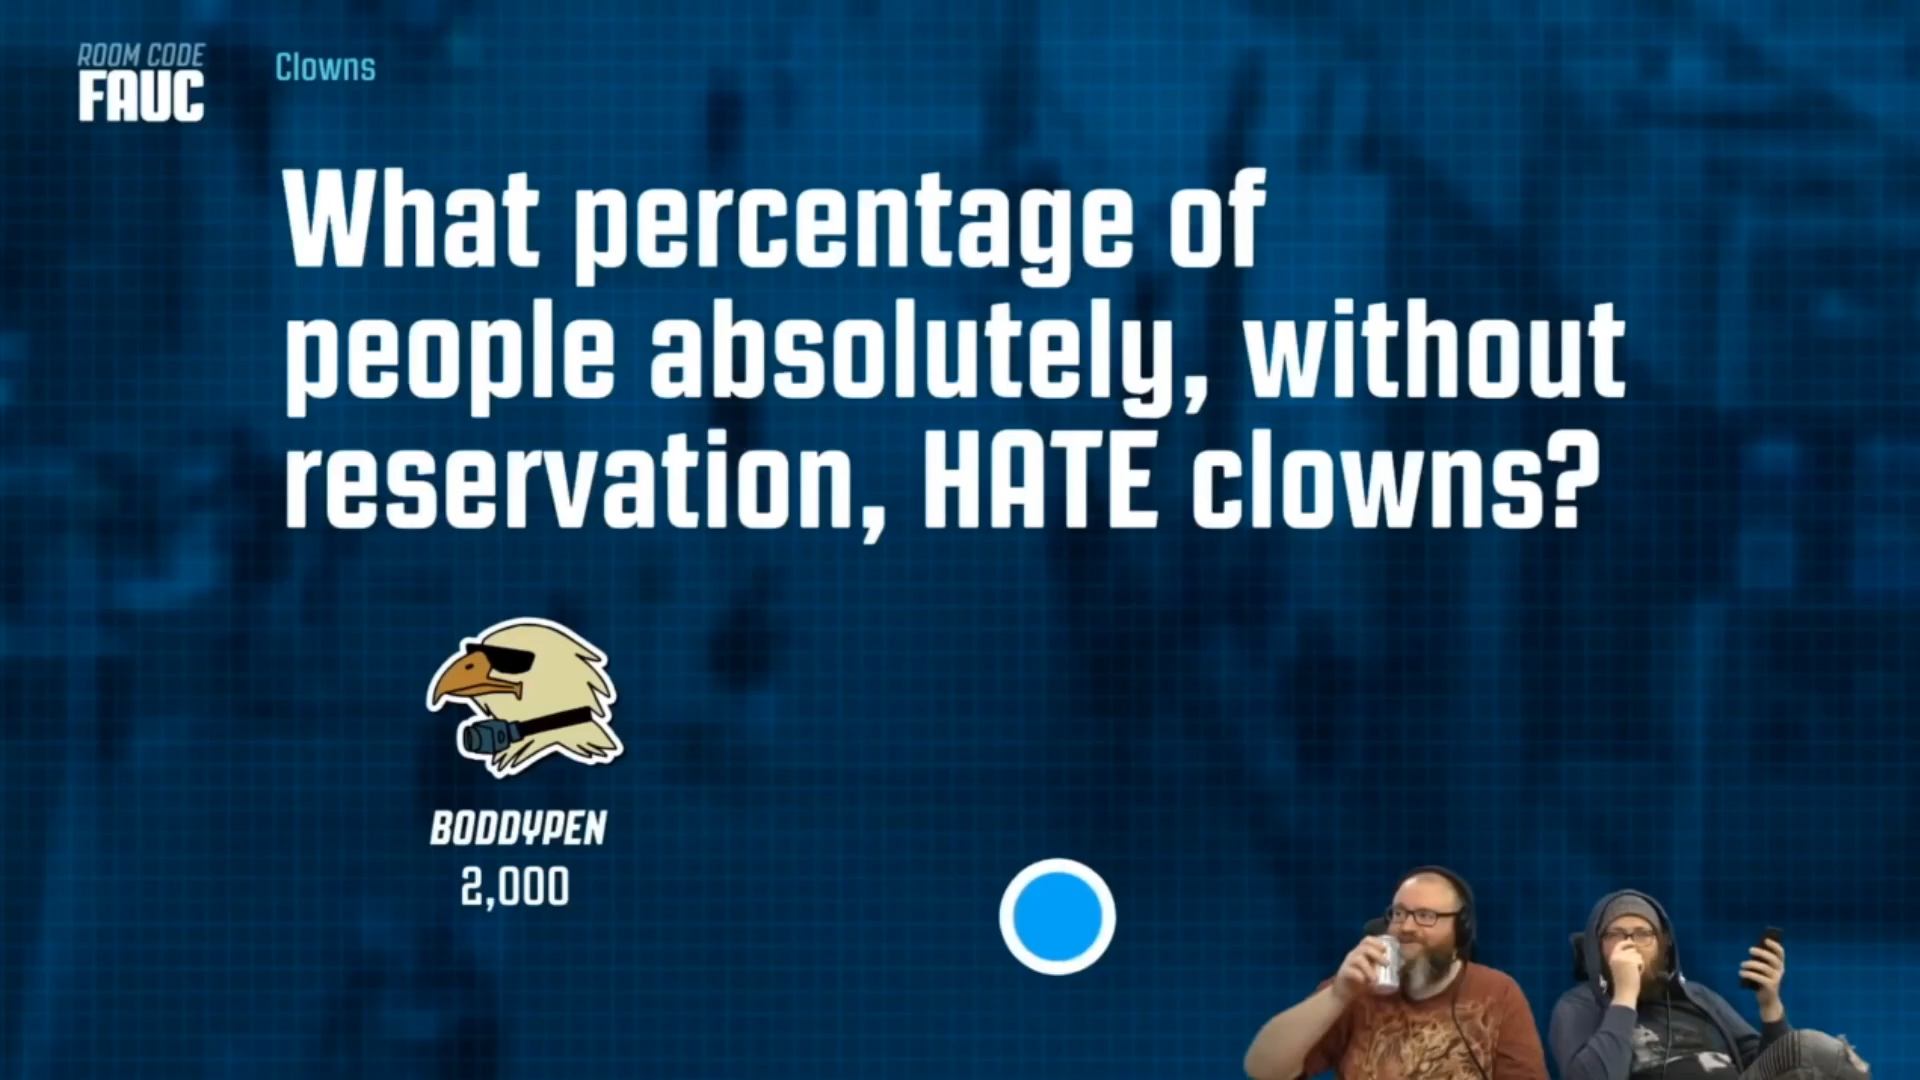 ROOM CODE
FAUC
Clowns
What percentage of
people absolutely, without
reservation, HATE clowns?
BODDYPEN
2,000